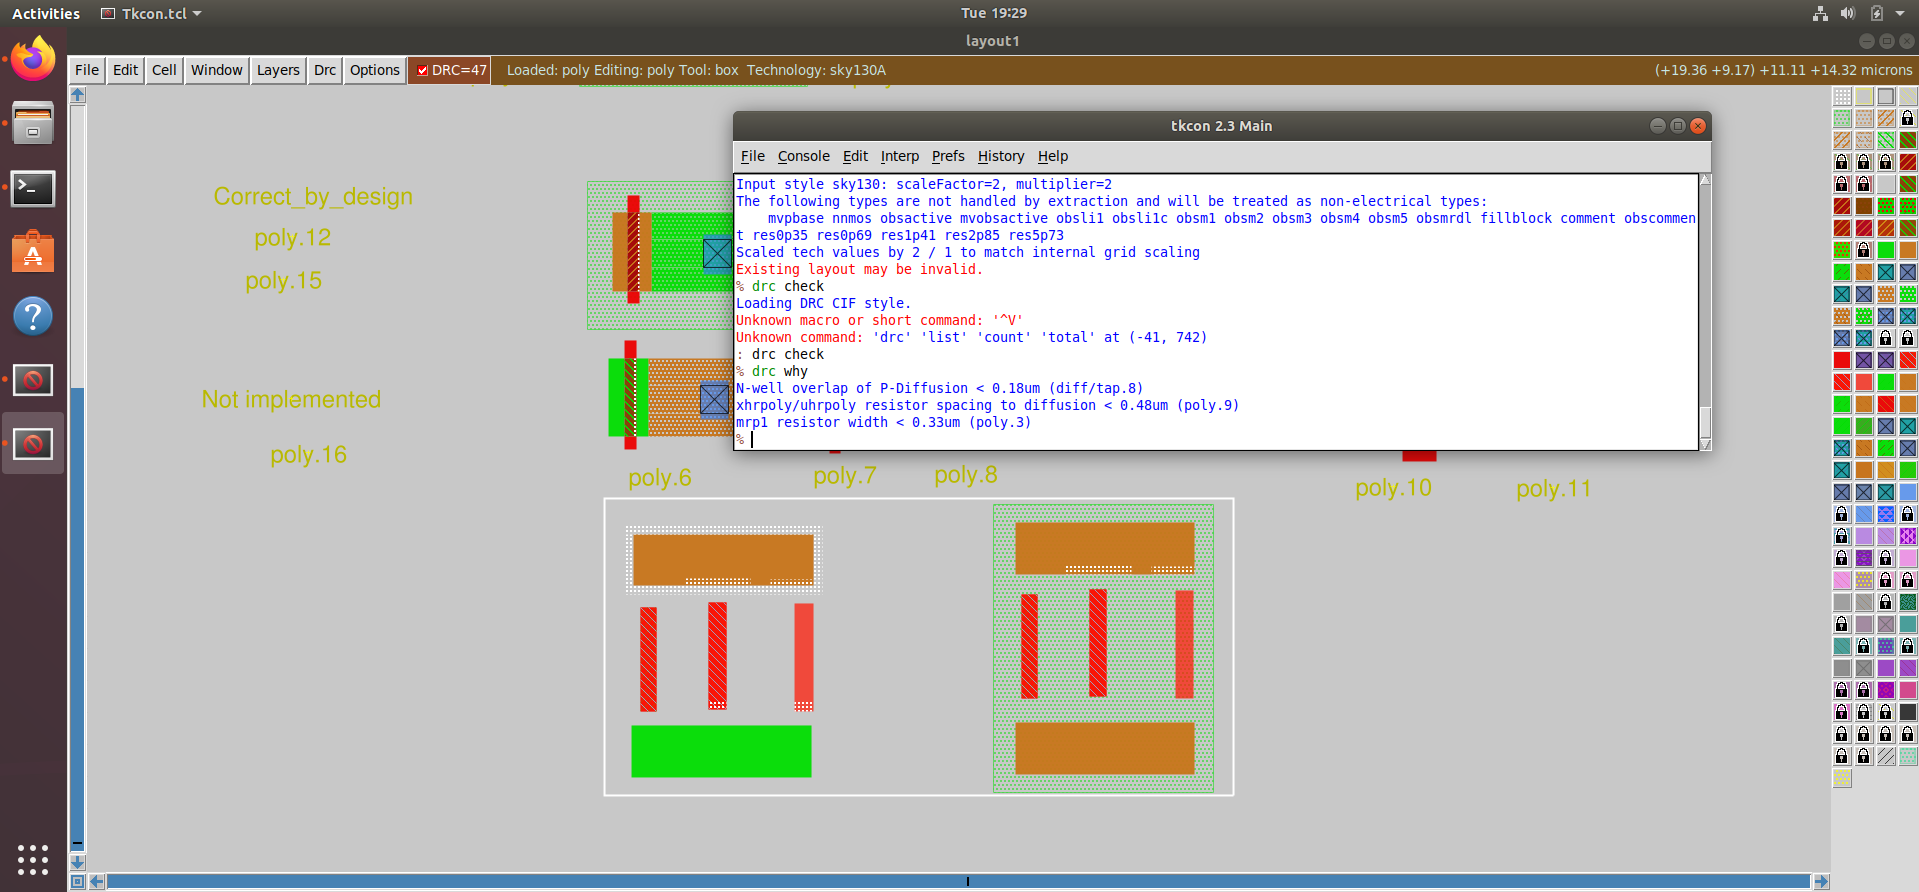 Activities
Tkcon.tcl
Tue 19:29
layout1
File Edit Cell Window Layers Drc Options DRC=47 Loaded: poly Editing: poly Tool: box Technology: sky130A (+19.36 +9.17) +11.11 +14.32 microns
tkcon 2.3 Main
File Console Edit Interp Prefs History Help
Input style sky130: scaleFactor=2, multiplier=2
The following types are not handled by extraction and will be treated as non-electrical types:
mvpbase nnmos obsactive mvobsactive obsli1 obsli1c obsm1 obsm2 obsm3 obsm4 obsm5 obsmrdl fillblock comment obscommen
t res0p35 res0p69 res1p41 res2p85 res5p73
Scaled tech values by 2 / 1 to match internal grid scaling
Existing layout may be invalid.
% drc check
Loading DRC CIF style.
Unknown macro or short command: '^V'
Unknown command: 'drc' 'list' 'count' 'total' at (-41, 742)
: drc check
% drc why
N-well overlap of P-Diffusion < 0.18um (diff/tap.8)
xhrpoly/uhrpoly resistor spacing to diffusion < 0.48um (poly.9)
mrp1 resistor width < 0.33um (poly.3)
%
Correct_by_design
poly.12
poly.15
Not implemented
poly.16
poly.6
poly.7
poly.8
poly.10
poly.11